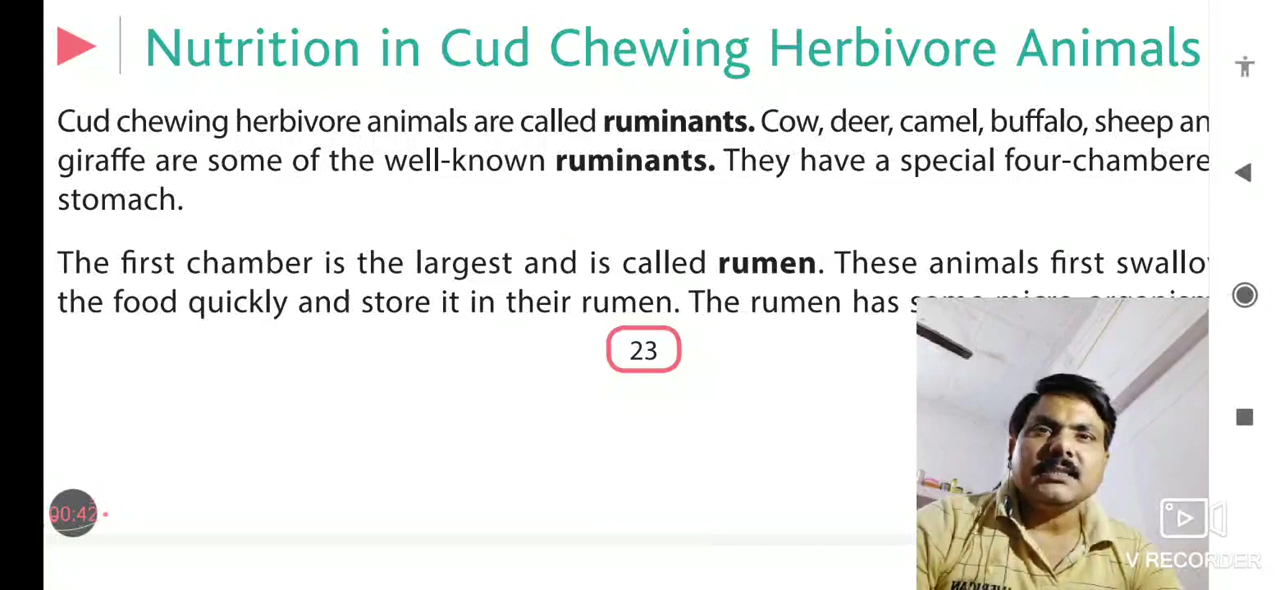 Nutrition in Cud Chewing Herbivore Animals
Cud chewing herbivore animals are called ruminants. Cow, deer, camel, buffalo, sheep an
giraffe are some of the well-known ruminants. They have a special four-chambere
stomach.
The first chamber is the largest and is called rumen. These animals first swallo
the food quickly and store it in their rumen. The rumen has
23
00:42
V RECORDER